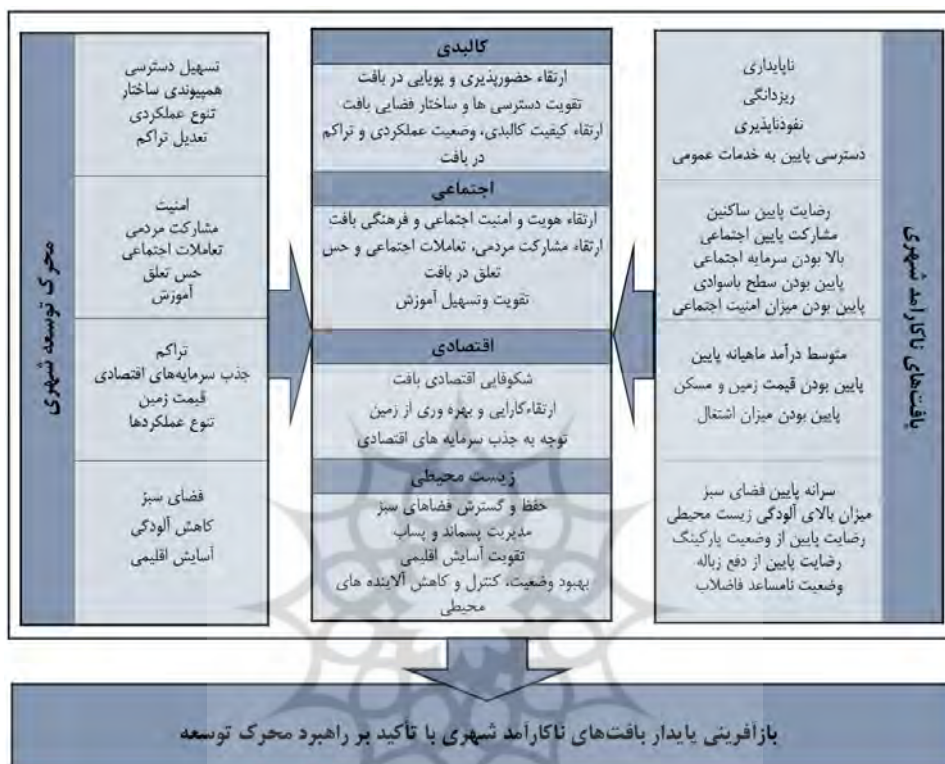 بافت‌های ناکارآمد شهری
ناپایداری
ریزدانگی
نفوذناپذیری
دسترسی پایین به خدمات عمومی
رضایت پایین ساکنین
مشارکت پایین اجتماعی
بالا بودن سرمایه اجتماعی
پایین بودن سطح باسوادی
پایین بودن میزان امنیت اجتماعی
متوسط درآمد ماهیانه پایین
پایین بودن قیمت زمین و مسکن
پایین بودن میزان اشتغال
سرانه پایین فضای سبز
میزان بالای آلودگی زیست محیطی
رضایت پایین از وضعیت پارکینگ
رضایت پایین از دفع زباله
وضعیت نامساعد فاضلاب
کالبدی
ارتقاء حضورپذیری و پویایی در بافت
تقویت دسترسی ها و ساختار فضایی بافت
ارتقاء کیفیت کالبدی، وضعیت عملکردی و تراکم
در بافت
اجتماعی
ارتقاء هویت و امنیت اجتماعی و فرهنگی بافت
ارتقاء مشارکت مردمی، تعاملات اجتماعی و حس
تعلق در بافت
تقویت وتسهیل آموزش
اقتصادی
شکوفایی اقتصادی بافت
ارتقاءکارایی و بهره وری از زمین
توجه به جذب سرمایه های اقتصادی
زیست محیطی
حفظ و گسترش فضاهای سبز
مدیریت پسماند و پساب
تقویت آسایش اقلیمی
بهبود وضعیت، کنترل و کاهش آلاینده های
محیطی
تسهیل دسترسی
همپیوندی ساختار
تنوع عملکردی
تعدیل تراکم
امنیت
مشارکت مردمی
تعاملات اجتماعی
حس تعلق
آموزش
تراکم
جذب سرمایه‌های اقتصادی
قیمت زمین
تنوع عملکردها
فضای سبز
کاهش آلودگی
آسایش اقلیمی
محرک توسعه شهری
بازآفرینی پایدار بافت‌های ناکارآمد شهری با تأکید بر راهبرد محرک توسعه